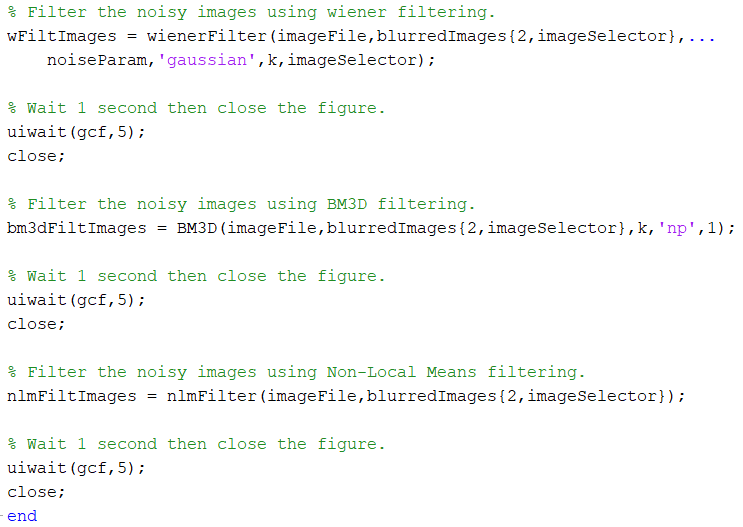 % Filter the noisy images using wiener filtering.
wFiltImages = wienerFilter(imageFile,blurredImages{2,imageSelector},...
    noiseParam,'gaussian',k,imageSelector);

% Wait 1 second then close the figure.
uiwait(gcf,5);
close;

% Filter the noisy images using BM3D filtering.
bm3dFiltImages = BM3D(imageFile,blurredImages{2,imageSelector},k,'np',1);

% Wait 1 second then close the figure.
uiwait(gcf,5);
close;

% Filter the noisy images using Non-Local Means filtering.
nlmFiltImages = nlmFilter(imageFile,blurredImages{2,imageSelector});

% Wait 1 second then close the figure.
uiwait(gcf,5);
close;
end